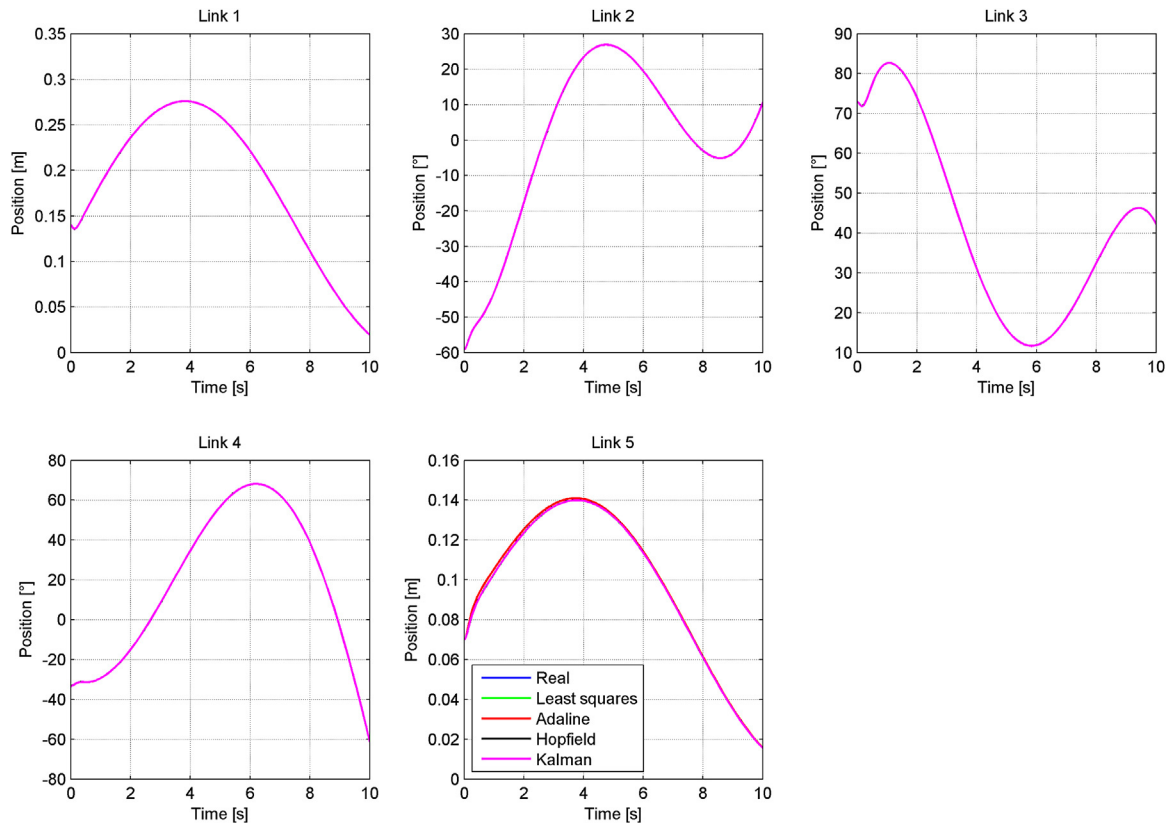 Link 1
0.35
0.3
0.25
0.2
0.15
0.1
0.05
0
Position [m]
0 2 4 6 8 10
Time [s]
Link 2
30
20
10
0
-10
-20
-30
-40
-50
-60
Position [°]
0 2 4 6 8 10
Time [s]
Link 3
90
80
70
60
50
40
30
20
10
Position [°]
0 2 4 6 8 10
Time [s]
Link 4
80
60
40
20
0
-20
-40
-60
-80
Position [°]
0 2 4 6 8 10
Time [s]
Link 5
0.16
0.14
0.12
0.1
0.08
0.06
0.04
0.02
0
Position [m]
Real
Least squares
Adaline
Hopfield
Kalman
0 2 4 6 8 10
Time [s]